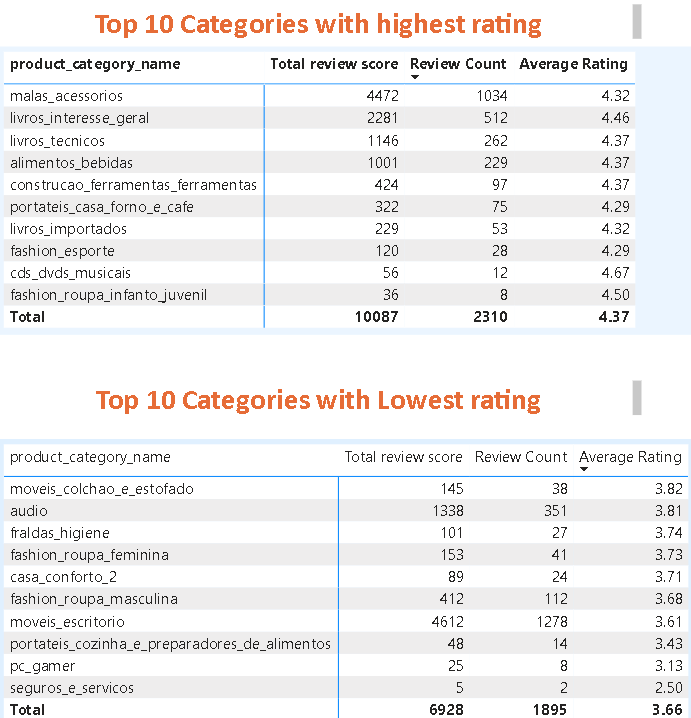 Top 10 Categories with highest rating
product_category_name Total review score Review Count Average Rating
malas_acessorios 4472 1034 4.32
livros_interesse_geral 2281 512 4.46
livros_tecnicos 1146 262 4.37
alimentos_bebidas 1001 229 4.37
construcao_ferramentas_ferramentas 424 97 4.37
portateis_casa_forno_e_cafe 322 75 4.29
livros_importados 229 53 4.32
fashion_esporte 120 28 4.29
cds_dvds_musicais 56 12 4.67
fashion_roupa_infanto_juvenil 36 8 4.50
Total 10087 2310 4.37
Top 10 Categories with Lowest rating
product_category_name Total review score Review Count Average Rating
moveis_colchao_e_estofado 145 38 3.82
audio 1338 351 3.81
fraldas_higiene 101 27 3.74
fashion_roupa_feminina 153 41 3.73
casa_conforto_2 89 24 3.71
fashion_roupa_masculina 412 112 3.68
moveis_escritorio 4612 1278 3.61
portateis_cozinha_e_preparadores_de_alimentos 48 14 3.43
pc_gamer 25 8 3.13
seguros_e_servicos 5 2 2.50
Total 6928 1895 3.66